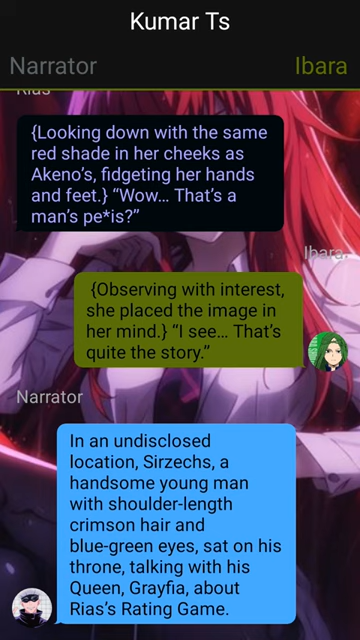 Kumar Ts
Narrator
Ibara
Rias
{Looking down with the same
red shade in her cheeks as
Akeno's, fidgeting her hands
and feet.} “Wow… That's a
man's pe*is?”
Ibara.
{Observing with interest,
she placed the image in
her mind.} “I see… That's
quite the story.”
Narrator
In an undisclosed
location, Sirzechs, a
handsome young man
with shoulder-length
crimson hair and
blue-green eyes, sat on his
throne, talking with his
Queen, Grayfia, about
Rias's Rating Game.